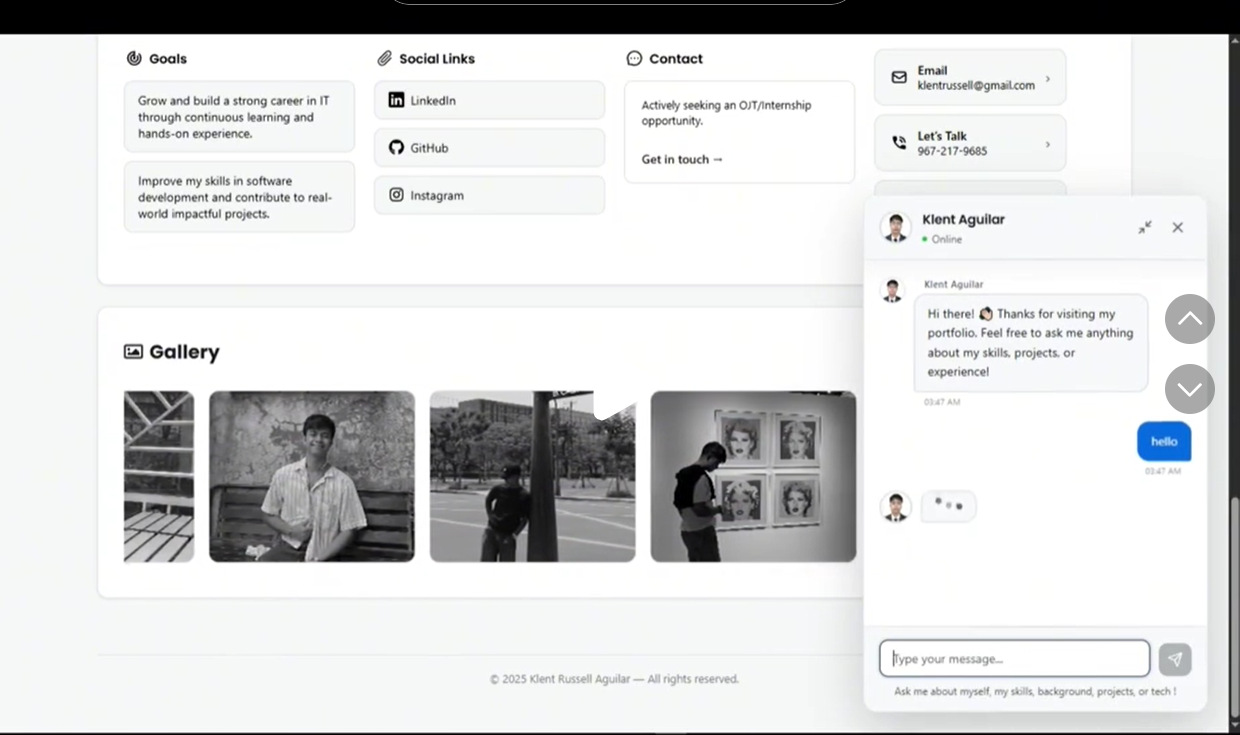 Goals
Grow and build a strong career in IT
through continuous learning and
hands-on experience.
Improve my skills in software
development and contribute to real-
world impactful projects.
Social Links
LinkedIn
GitHub
Instagram
Contact
Actively seeking an OJT/Internship
opportunity.
Get in touch →
Email
klentrussell@gmail.com
Let's Talk
967-217-9685
Gallery
© 2025 Klent Russell Aguilar — All rights reserved.
Klent Aguilar
Online
Klent Aguilar
Hi there! 👋🏻 Thanks for visiting my
portfolio. Feel free to ask me anything
about my skills, projects, or
experience!
03:47 AM
hello
03:47 AM
Type your message...
Ask me about myself, my skills, background, projects, or tech !